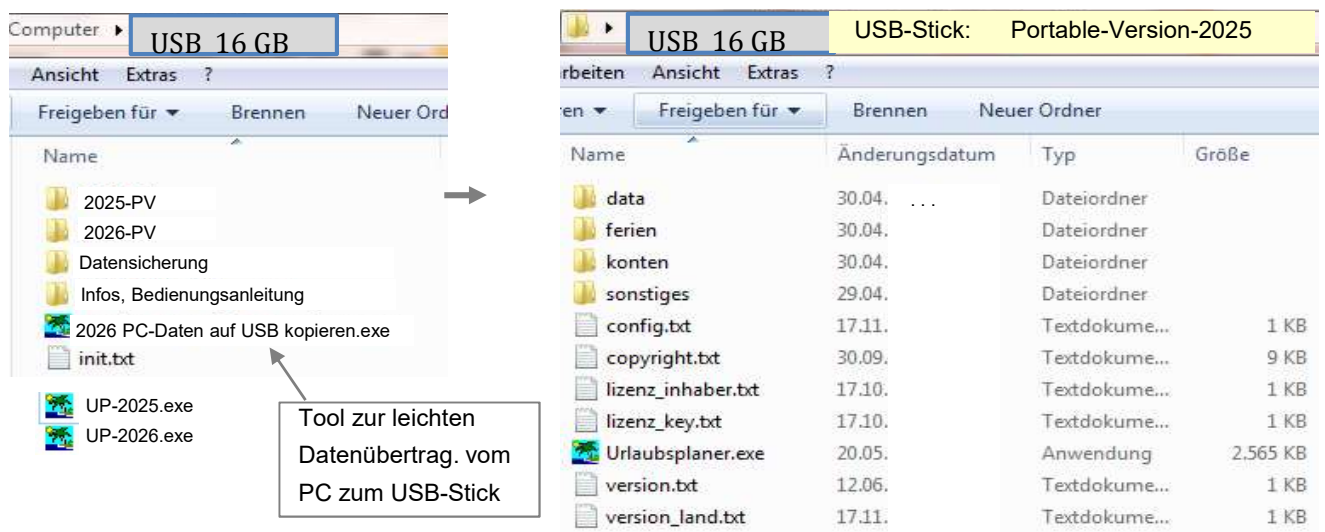 Computer ▸ USB 16 GB
Ansicht Extras ?
Freigeben für ▾ Brennen Neuer Ord
Name
2025-PV
2026-PV
Datensicherung
Infos, Bedienungsanleitung
2026 PC-Daten auf USB kopieren.exe
init.txt
UP-2025.exe
UP-2026.exe
Tool zur leichten
Datenübertrag. vom
PC zum USB-Stick
▸ USB 16 GB USB-Stick: Portable-Version-2025
rbeiten Ansicht Extras ?
en ▾ Freigeben für ▾ Brennen Neuer Ordner
Name Änderungsdatum Typ Größe
data 30.04. . . . Dateiordner
ferien 30.04. Dateiordner
konten 30.04. Dateiordner
sonstiges 29.04. Dateiordner
config.txt 17.11. Textdokume... 1 KB
copyright.txt 30.09. Textdokume... 9 KB
lizenz_inhaber.txt 17.10. Textdokume... 1 KB
lizenz_key.txt 17.10. Textdokume... 1 KB
Urlaubsplaner.exe 20.05. Anwendung 2.565 KB
version.txt 12.06. Textdokume... 1 KB
version_land.txt 17.11. Textdokume... 1 KB